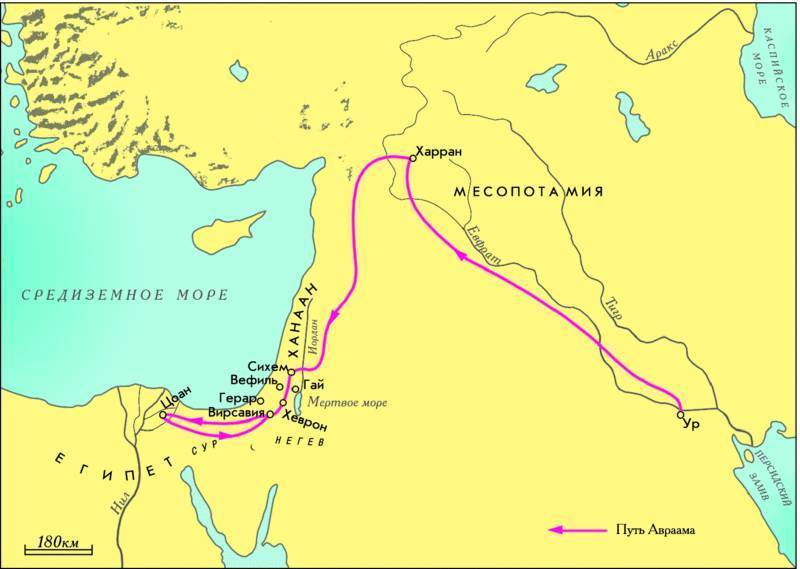 Аракс
КАСПИЙСКОЕ
МОРЕ
Харран
МЕСОПОТАМИЯ
Евфрат
Тигр
СРЕДИЗЕМНОЕ МОРЕ
ХАНААН
Иордан
Сихем
Вефиль
Гай
Герар
Мертвое море
Цоан
Вирсавия
Хеврон
Ур
СУР
НЕГЕВ
ЕГИПЕТ
Нил
ПЕРСИДСКИЙ
ЗАЛИВ
180км
Путь Авраама